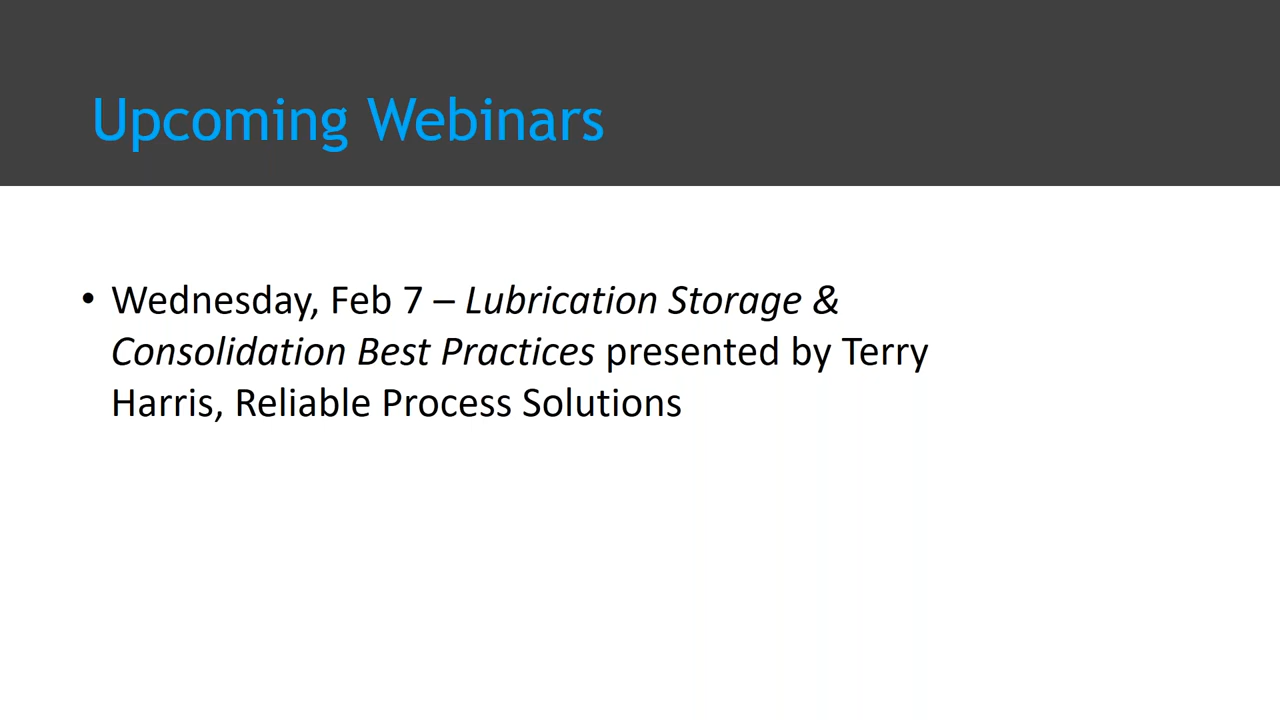 Upcoming Webinars
• Wednesday, Feb 7 – Lubrication Storage &
Consolidation Best Practices presented by Terry
Harris, Reliable Process Solutions